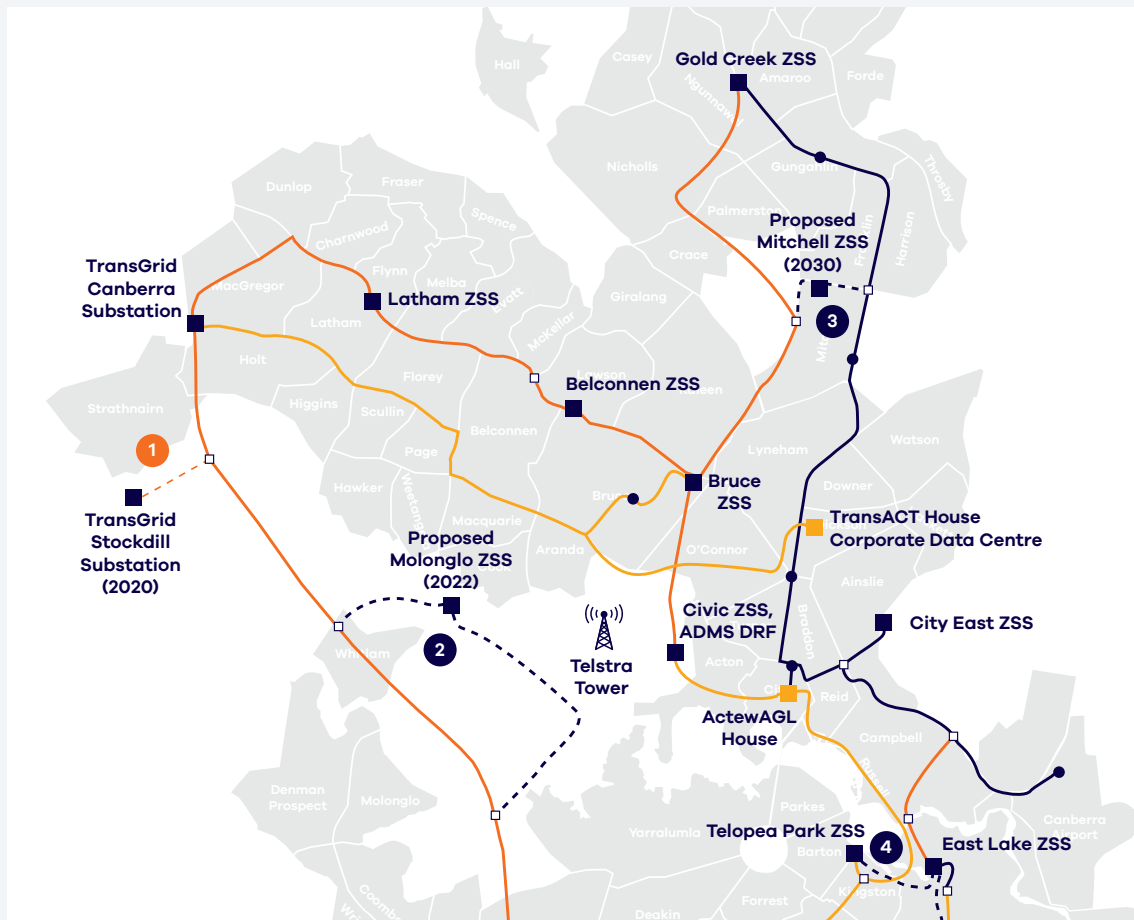 Gold Creek ZSS
Casey
Hall
Amaroo
Forde
Ngunnawal
Nicholls
Gungahlin
Throsby
Dunlop
Fraser
Palmerston
Proposed
Mitchell ZSS
(2030)
Franklin
Harrison
Spence
Charnwood
Crace
TransGrid
Canberra
Substation
Flynn
Melba
MacGregor
Latham ZSS
Giralang
Latham
McKellar
3
Holt
Florey
Lawson
Belconnen ZSS
Kaleen
Strathnairn
Higgins
Scullin
Belconnen
Watson
1
Page
Lyneham
Hawker
Weetangera
Bruce
ZSS
Downer
TransGrid
Stockdill
Substation
(2020)
Macquarie
TransACT House
Corporate Data Centre
Proposed
Molonglo ZSS
(2022)
Aranda
O'Connor
Ainslie
Civic ZSS,
ADMS DRF
Braddon
City East ZSS
2
Telstra
Tower
Acton
Reid
ActewAGL
House
Campbell
Russell
Denman
Prospect
Molonglo
Parkes
Canberra
Airport
Yarralumla
Telopea Park ZSS
4
East Lake ZSS
Barton
Kingston
Forrest
Deakin